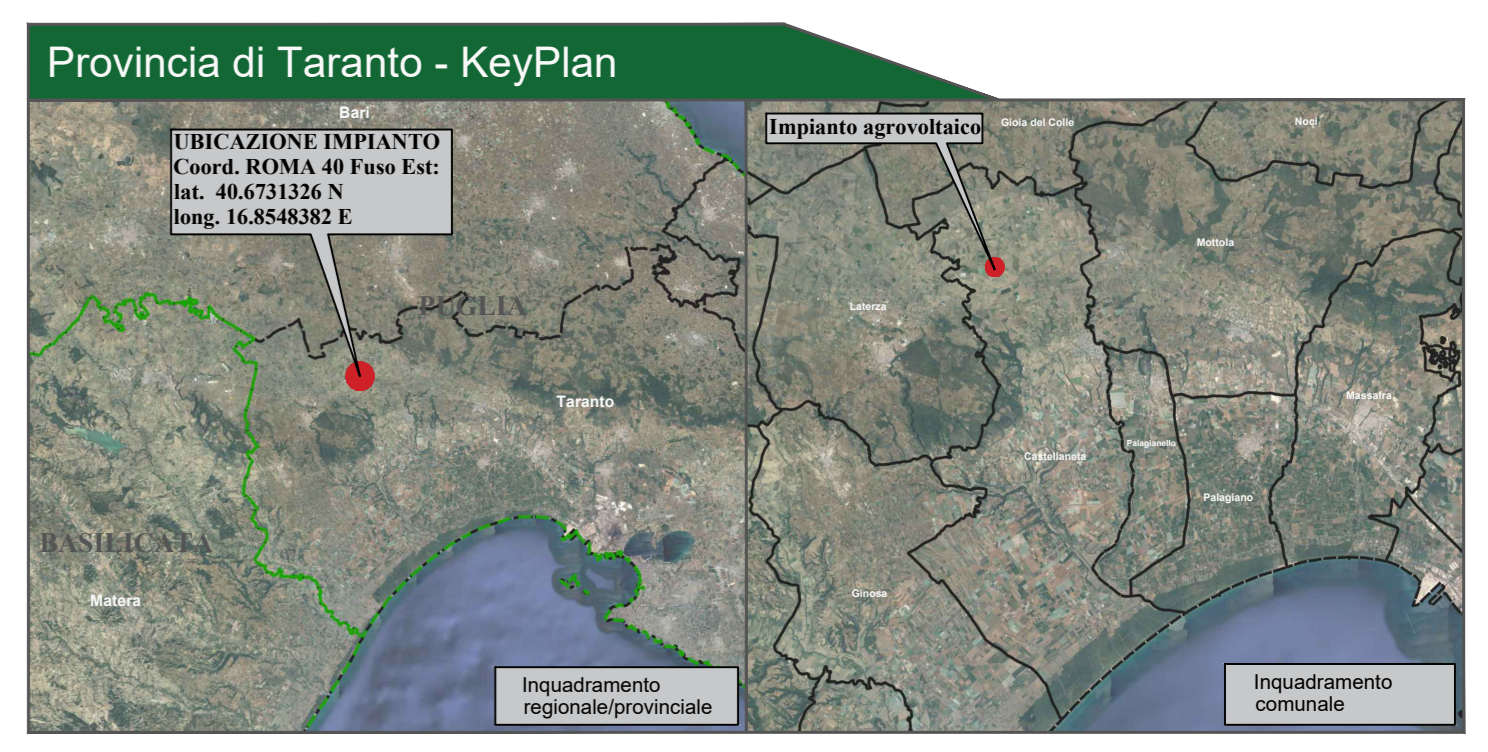 Provincia di Taranto - KeyPlan
Bari
UBICAZIONE IMPIANTO
Coord. ROMA 40 Fuso Est:
lat. 40.6731326 N
long. 16.8548382 E
PUGLIA
Taranto
BASILICATA
Matera
Inquadramento
regionale/provinciale
Impianto agrovoltaico
Gioia del Colle
Noci
Mottola
Laterza
Massafra
Palagianello
Castellaneta
Palagiano
Ginosa
Inquadramento
comunale